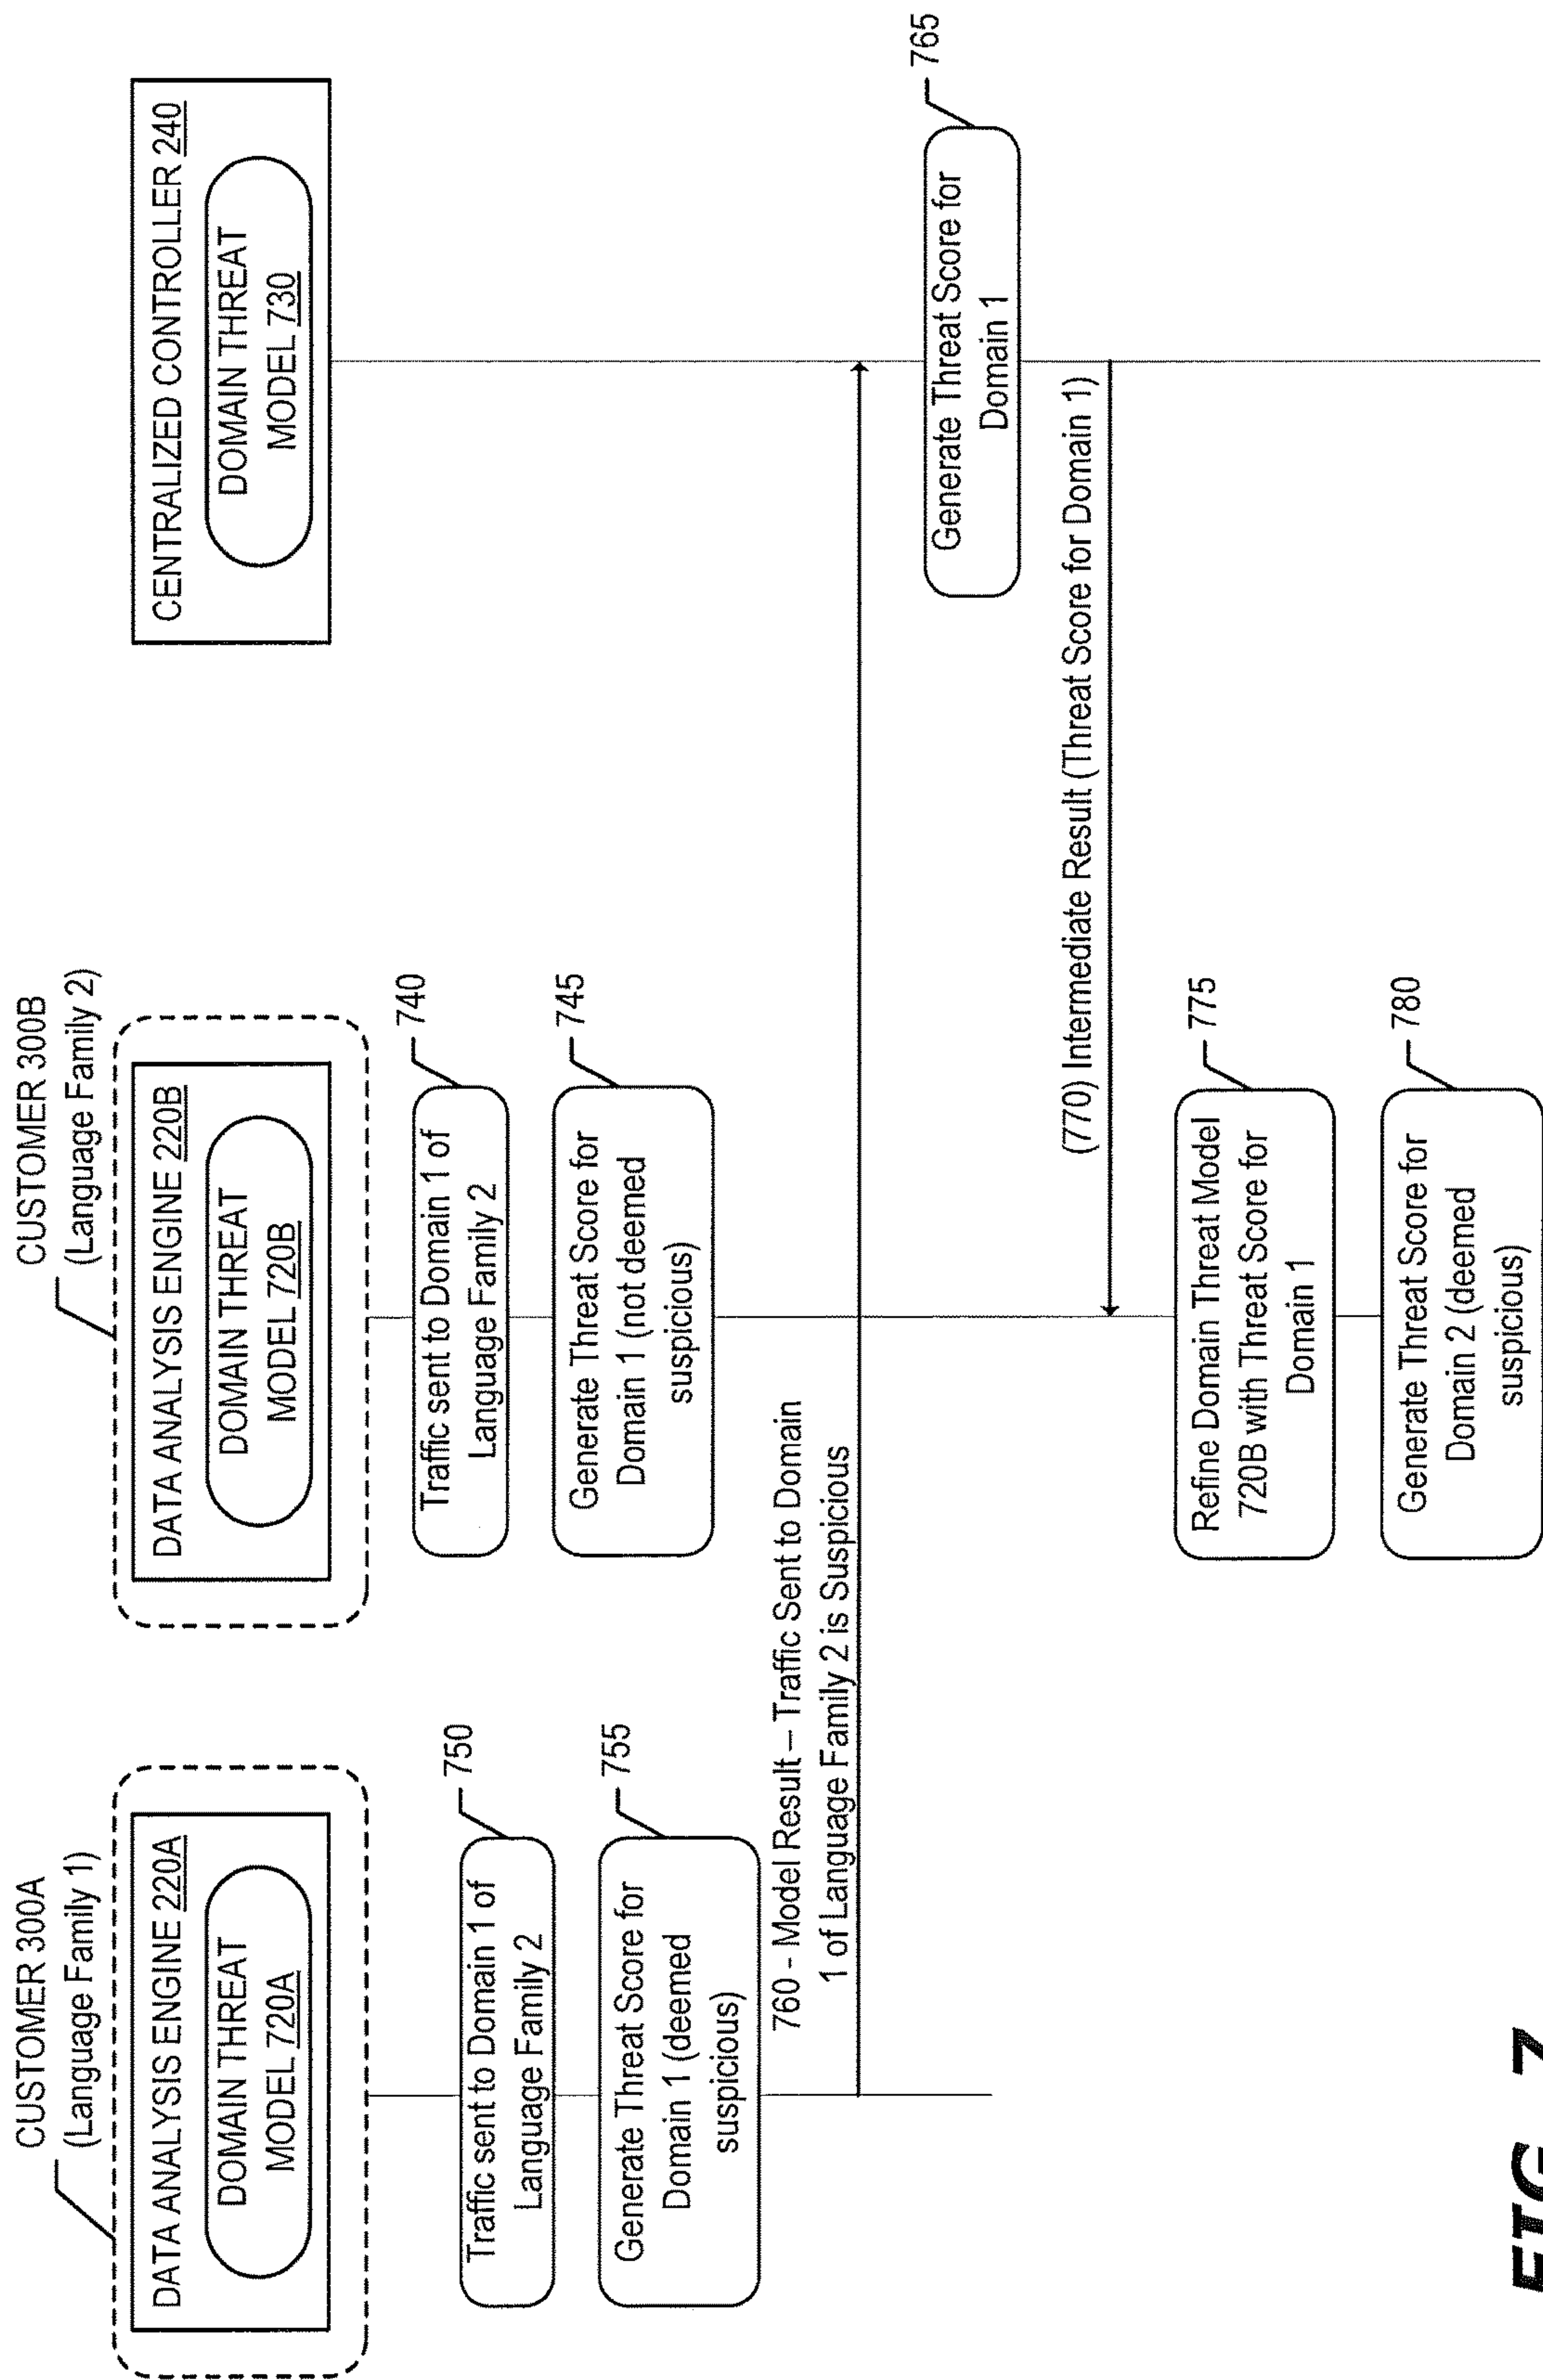 CUSTOMER 300A
(Language Family 1)
DATA ANALYSIS ENGINE 220A
DOMAIN THREAT
MODEL 720A
CUSTOMER 300B
(Language Family 2)
DATA ANALYSIS ENGINE 220B
DOMAIN THREAT
MODEL 720B
CENTRALIZED CONTROLLER 240
DOMAIN THREAT
MODEL 730
740
Traffic sent to Domain 1 of
Language Family 2
745
Generate Threat Score for
Domain 1 (not deemed
suspicious)
750
Traffic sent to Domain 1 of
Language Family 2
755
Generate Threat Score for
Domain 1 (deemed
suspicious)
760 - Model Result – Traffic Sent to Domain
1 of Language Family 2 is Suspicious
765
Generate Threat Score for
Domain 1
(770) Intermediate Result (Threat Score for Domain 1)
775
Refine Domain Threat Model
720B with Threat Score for
Domain 1
780
Generate Threat Score for
Domain 2 (deemed
suspicious)
FIG. 7